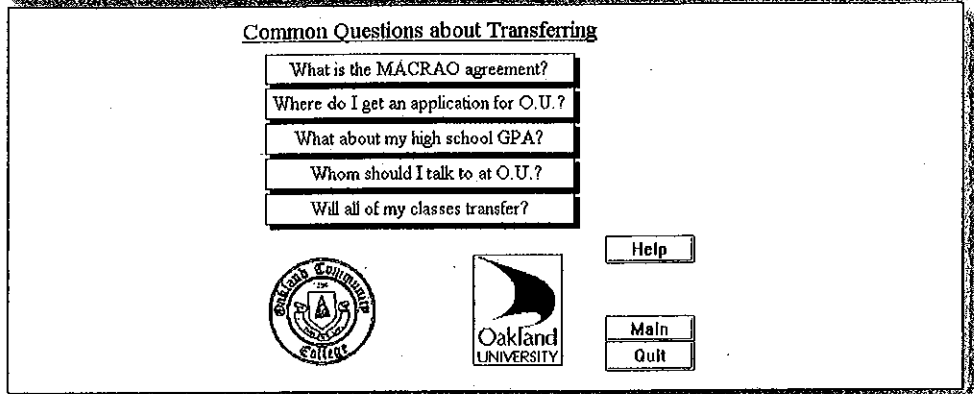 Common Questions about Transferring
What is the MACRAO agreement?
Where do I get an application for O.U.?
What about my high school GPA?
Whom should I talk to at O.U.?
Will all of my classes transfer?
Help
Oakland Community
College
Oakland
UNIVERSITY
Main
Quit